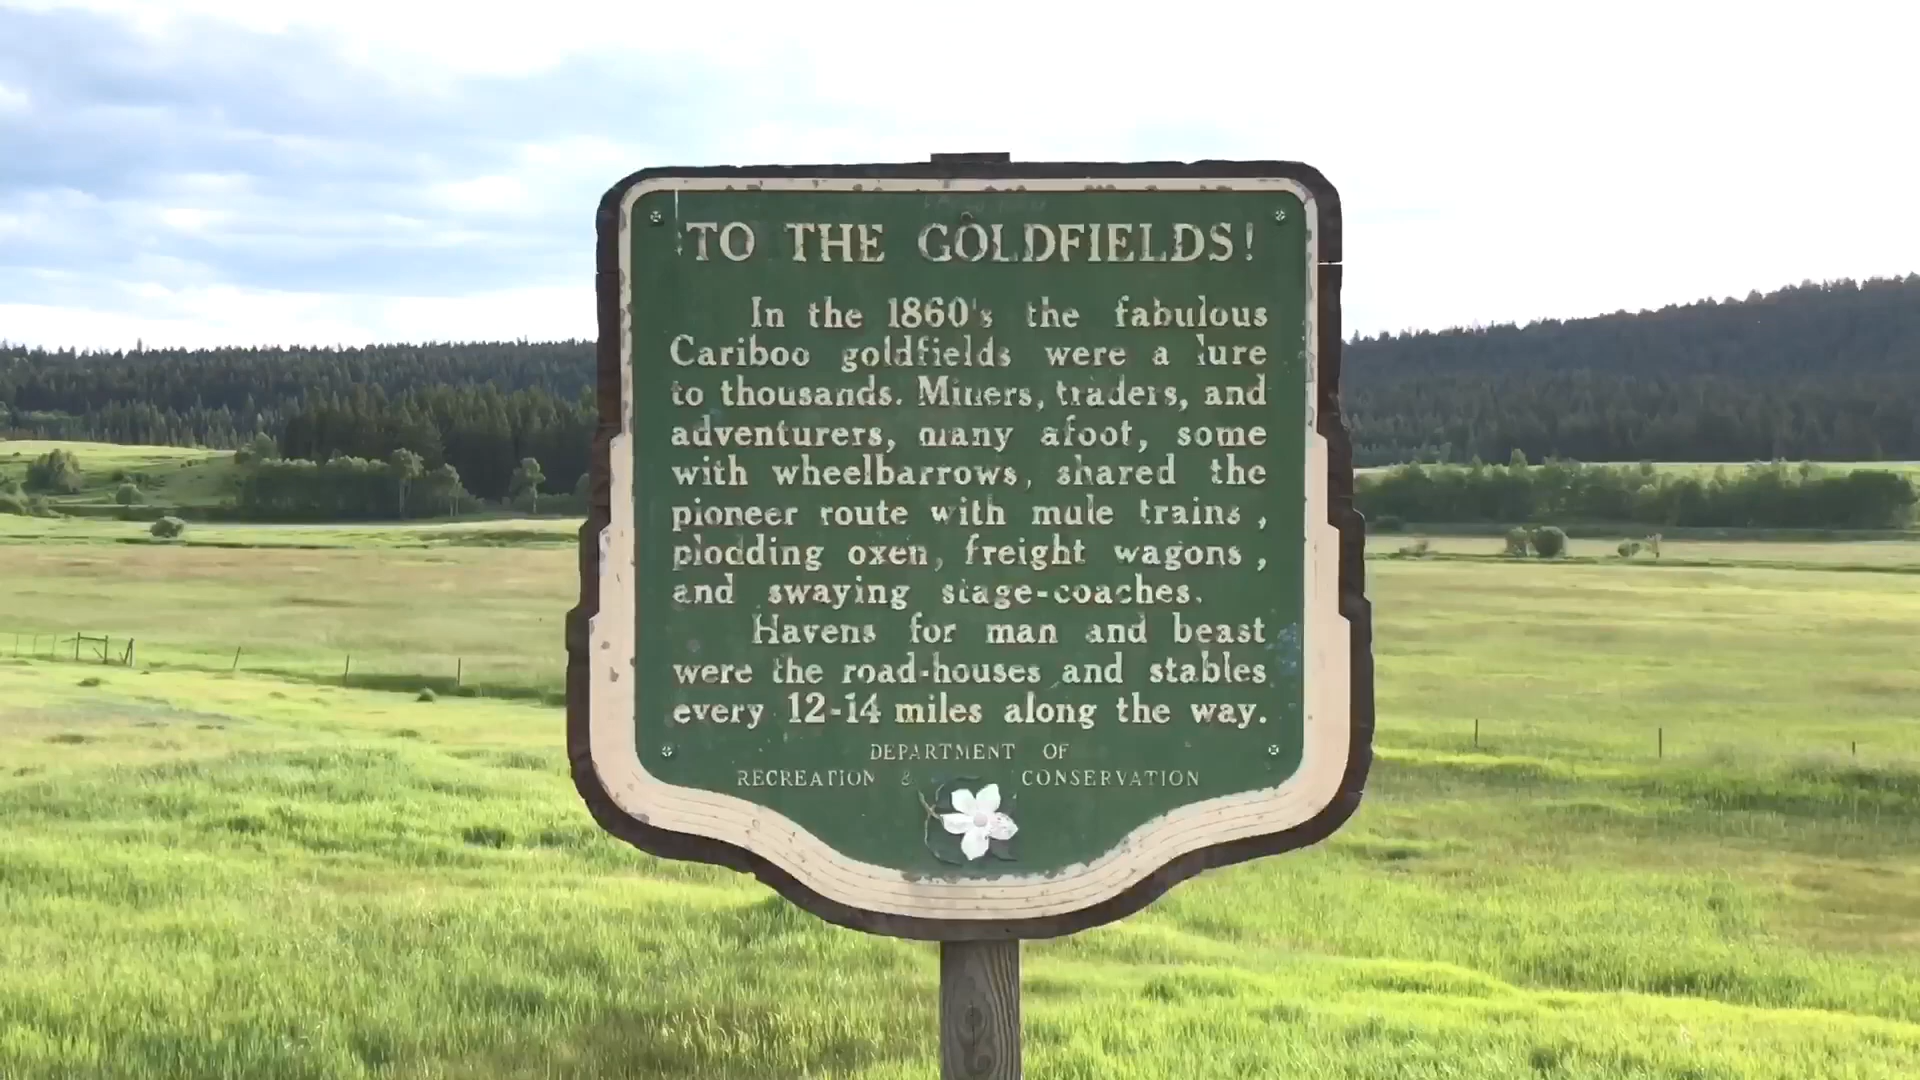 TO THE GOLDFIELDS!
In the 1860's the fabulous
Cariboo goldfields were a lure
to thousands. Miners, traders, and
adventurers, many afoot, some
with wheelbarrows, shared the
pioneer route with mule trains,
plodding oxen, freight wagons,
and swaying stage-coaches.
Havens for man and beast
were the road-houses and stables
every 12-14 miles along the way.
DEPARTMENT OF
RECREATION & CONSERVATION